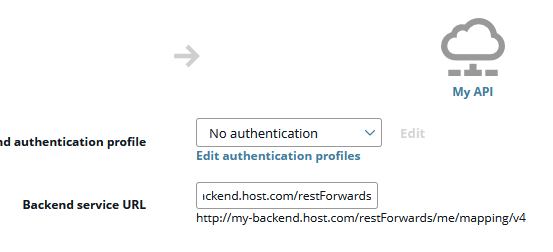 My API
nd authentication profile
No authentication
Edit
Edit authentication profiles
Backend service URL
ackend.host.com/restForwards
http://my-backend.host.com/restForwards/me/mapping/v4